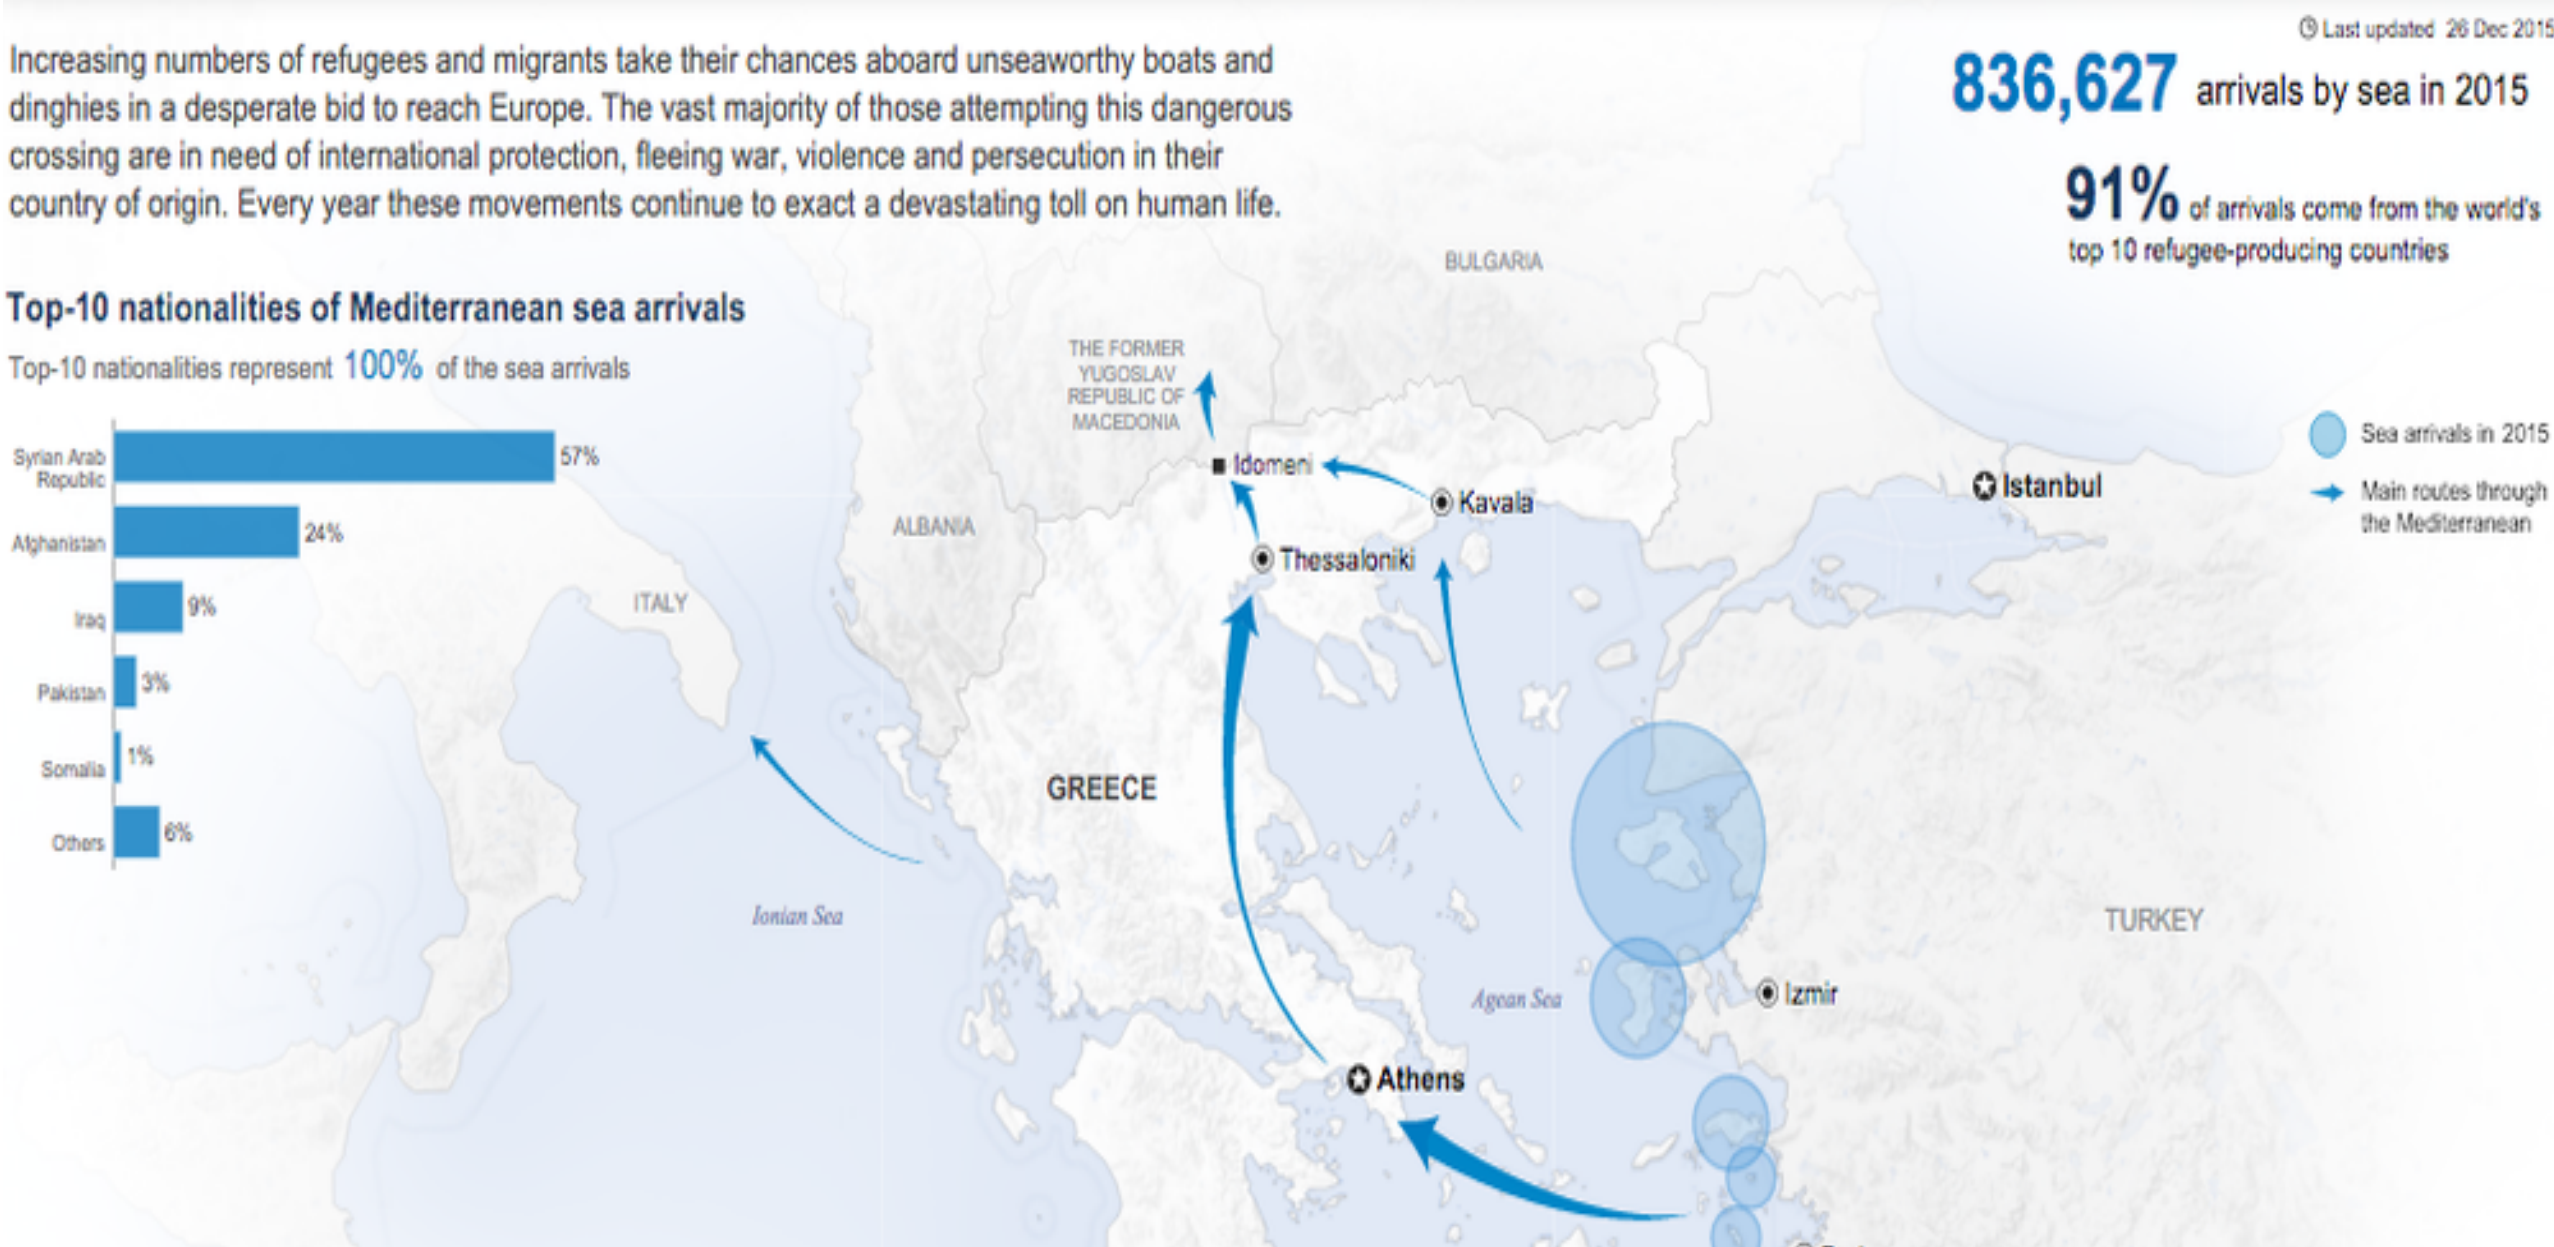 Last updated 26 Dec 2015
Increasing numbers of refugees and migrants take their chances aboard unseaworthy boats and
dinghies in a desperate bid to reach Europe. The vast majority of those attempting this dangerous
crossing are in need of international protection, fleeing war, violence and persecution in their
country of origin. Every year these movements continue to exact a devastating toll on human life.
836,627 arrivals by sea in 2015
91% of arrivals come from the world's
top 10 refugee-producing countries
Top-10 nationalities of Mediterranean sea arrivals
Top-10 nationalities represent 100% of the sea arrivals
Syrian Arab
Republic
57%
Afghanistan
24%
Iraq
9%
Pakistan
3%
Somalia
1%
Others
6%
BULGARIA
THE FORMER
YUGOSLAV
REPUBLIC OF
MACEDONIA
Sea arrivals in 2015
Main routes through
the Mediterranean
Idomeni
Kavala
Istanbul
ALBANIA
Thessaloniki
ITALY
GREECE
Ionian Sea
TURKEY
Agean Sea
Izmir
Athens